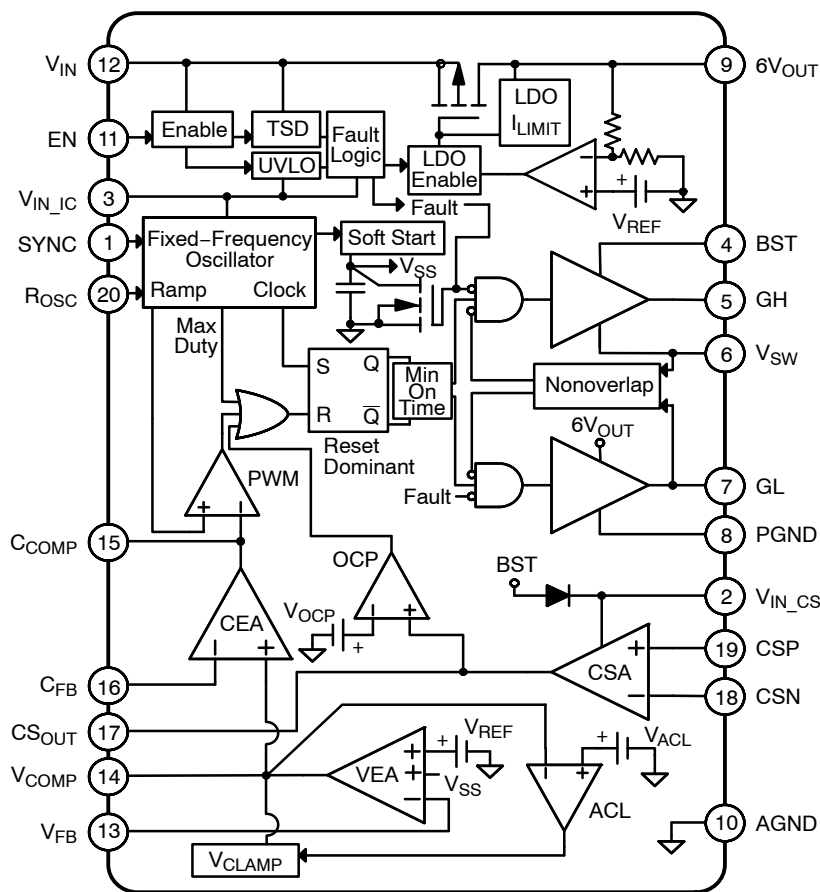 V_IN 12
EN 11
V_IN_IC 3
SYNC 1
R_OSC 20
Enable
TSD
UVLO
Fault
Logic
LDO
Enable
LDO
I_LIMIT
9 6V_OUT
–
+
+
V_REF
Fault
Fixed–Frequency
Oscillator
Ramp
Clock
Soft Start
V_SS
Max
Duty
S
Q
R
Q̅
Reset
Dominant
Min
On
Time
4 BST
5 GH
6 V_SW
Nonoverlap
6V_OUT
Fault
7 GL
8 PGND
PWM
+
–
C_COMP 15
CEA
–
+
OCP
–
+
V_OCP
+
BST
2 V_IN_CS
CSA
+
–
19 CSP
18 CSN
C_FB 16
CS_OUT 17
V_COMP 14
V_FB 13
VEA
+
+
–
+
V_REF
V_SS
V_CLAMP
–
+
ACL
+
V_ACL
10 AGND